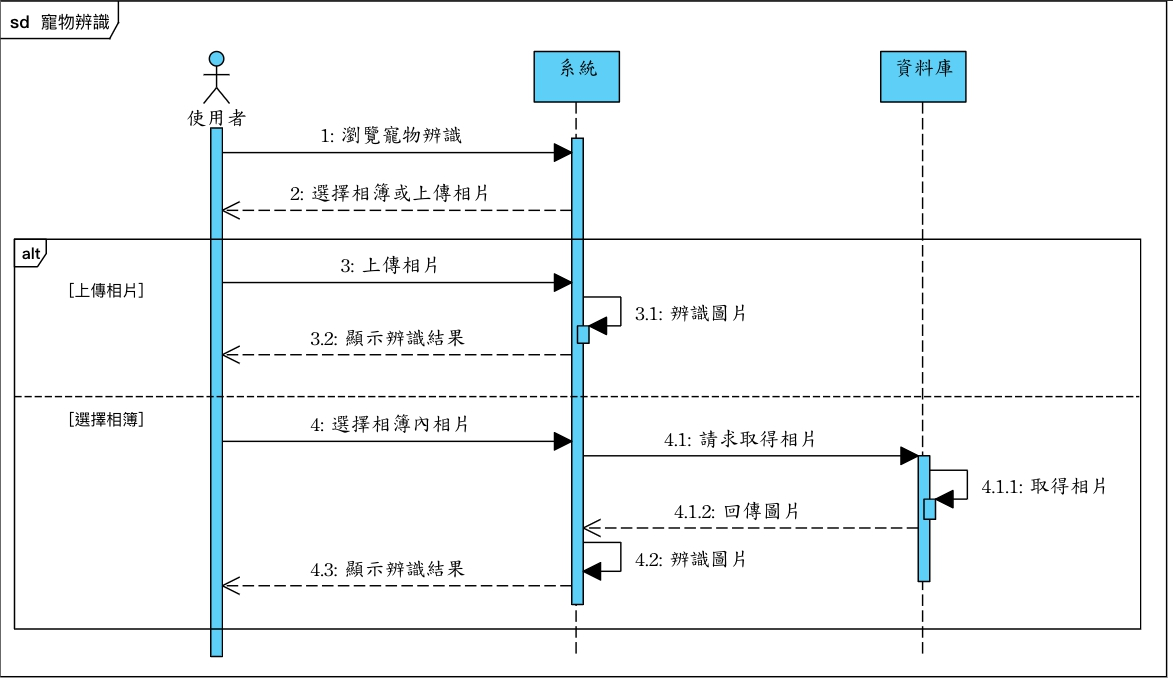 sd 寵物辨識
系統
資料庫
使用者
1: 瀏覽寵物辨識
2: 選擇相簿或上傳相片
alt
3: 上傳相片
[上傳相片]
3.1: 辨識圖片
3.2: 顯示辨識結果
[選擇相簿]
4: 選擇相簿內相片
4.1: 請求取得相片
4.1.1: 取得相片
4.1.2: 回傳圖片
4.2: 辨識圖片
4.3: 顯示辨識結果